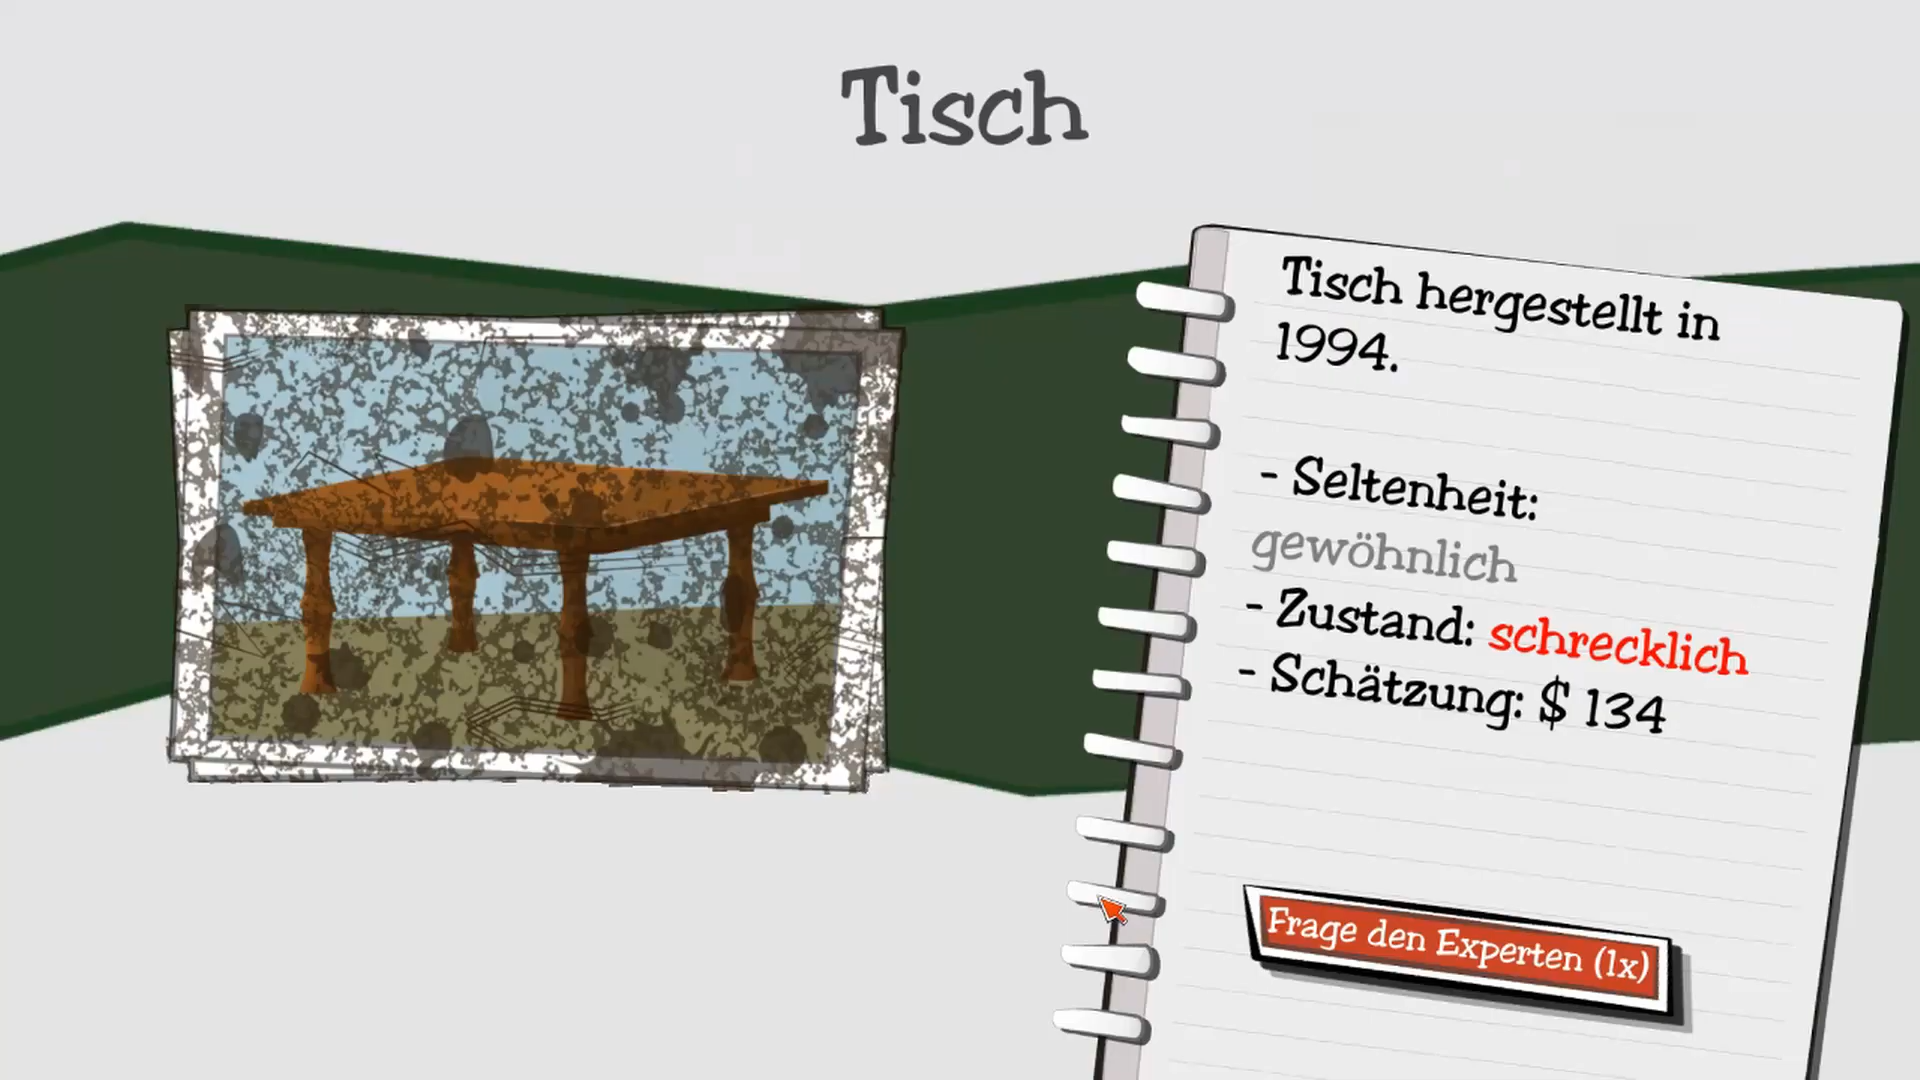 Tisch
Tisch hergestellt in
1994.
- Seltenheit:
gewöhnlich
- Zustand: schrecklich
- Schätzung: $ 134
Frage den Experten (1x)